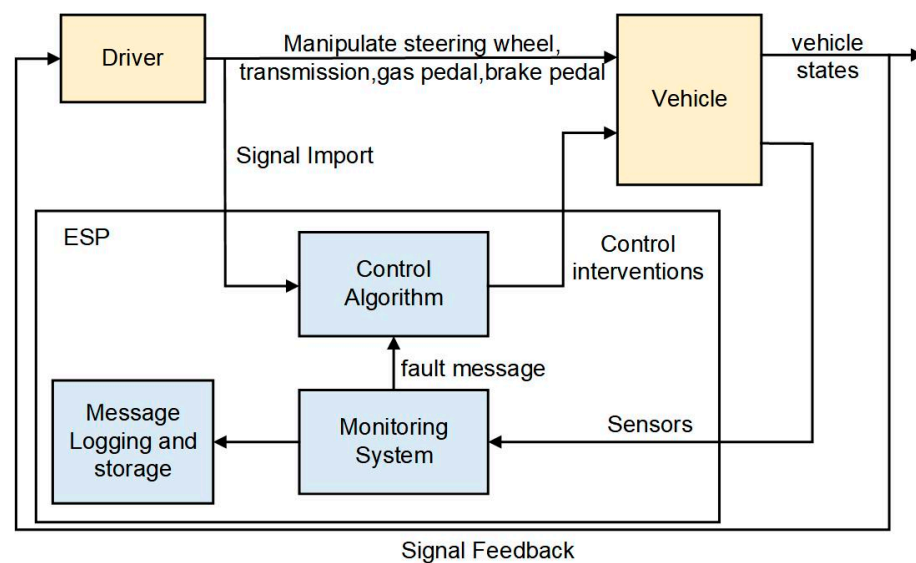 Driver
Manipulate steering wheel,
transmission,gas pedal,brake pedal
Vehicle
vehicle
states
Signal Import
ESP
Control
Algorithm
Control
interventions
fault message
Message
Logging and
storage
Monitoring
System
Sensors
Signal Feedback